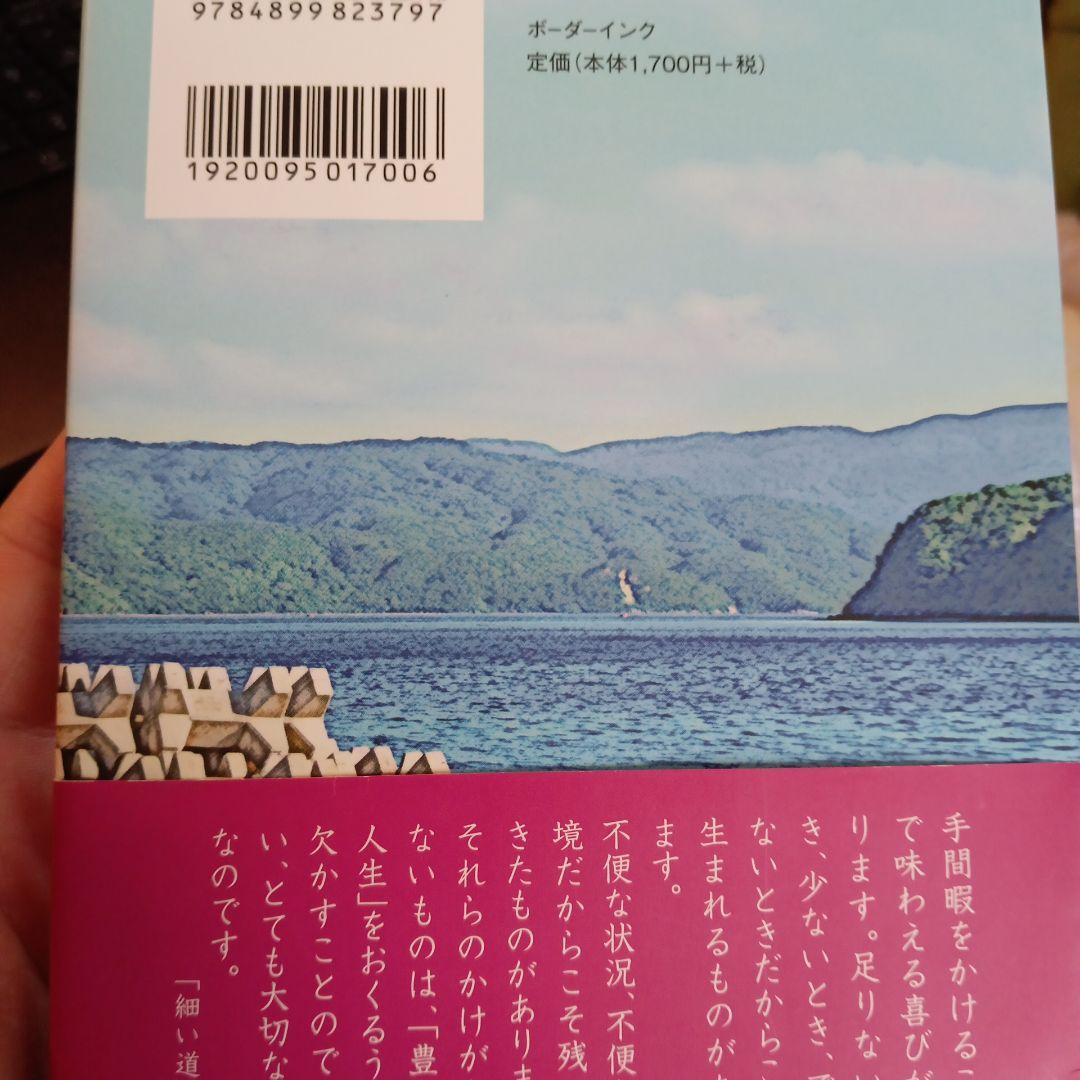 9784899823797
1920095017006
ボーダーインク
定価(本体1,700円+税)
手間暇をかけるこ
で味わえる喜びが
ります。足りない
き、少ないとき、で
ないときだからこ
生まれるものがあ
ます。
不便な状況、不便
境だからこそ残
きたものがありま
それらのかけが
ないものは、「豊
人生」をおくるう
欠かすことので
い、とても大切な
なのです。
「細い道